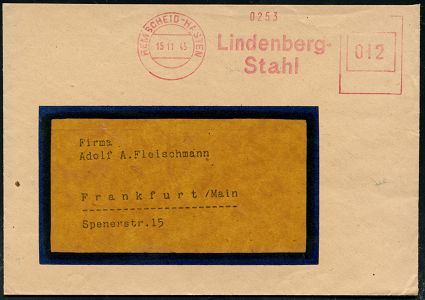 REMSCHEID-HASTEN
15 11 45
0253
Lindenberg-
Stahl
012
Firma
Adolf A.Fleischmann
Frankfurt/Main
Spenerstr.15